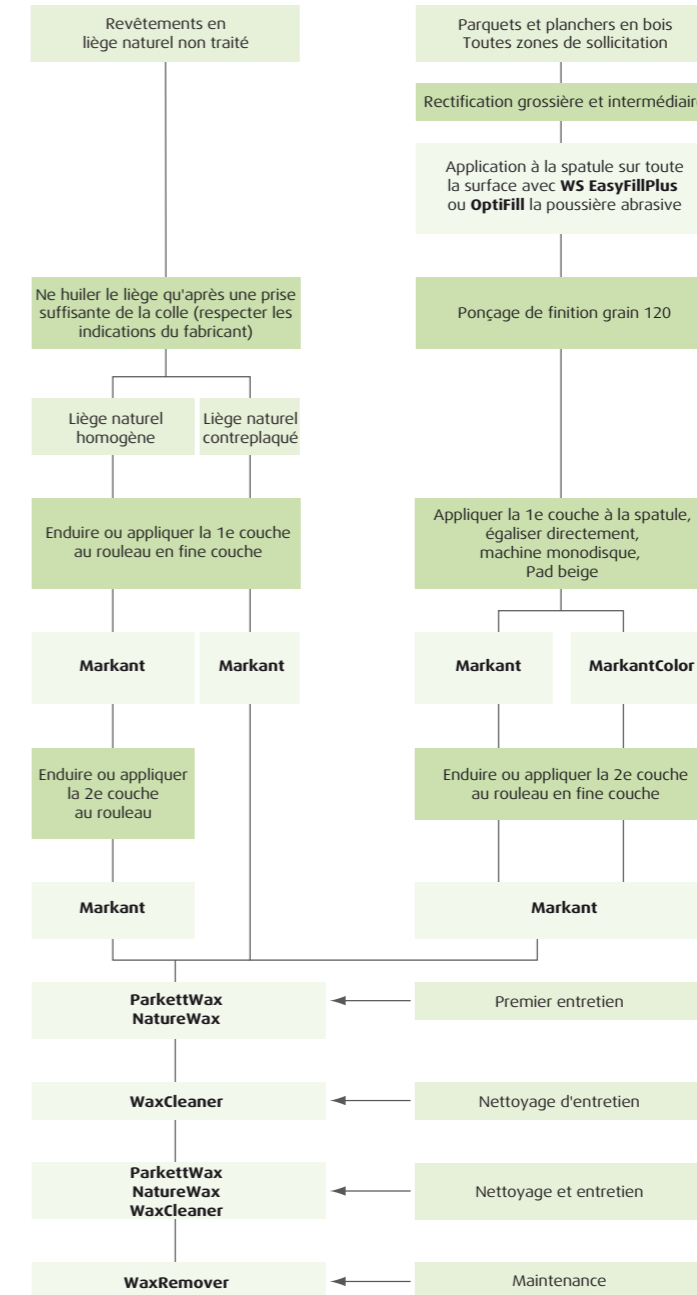 Revêtements en
liège naturel non traité
Parquets et planchers en bois
Toutes zones de sollicitation
Rectification grossière et intermédiair
Application à la spatule sur toute
la surface avec WS EasyFillPlus
ou OptiFill la poussière abrasive
Ne huiler le liège qu'après une prise
suffisante de la colle (respecter les
indications du fabricant)
Ponçage de finition grain 120
Liège naturel
homogène
Liège naturel
contreplaqué
Enduire ou appliquer la 1e couche
au rouleau en fine couche
Appliquer la 1e couche à la spatule,
égaliser directement,
machine monodisque,
Pad beige
Markant
Markant
Markant
MarkantColor
Enduire ou appliquer
la 2e couche
au rouleau
Enduire ou appliquer la 2e couche
au rouleau en fine couche
Markant
Markant
ParkettWax
NatureWax
Premier entretien
WaxCleaner
Nettoyage d'entretien
ParkettWax
NatureWax
WaxCleaner
Nettoyage et entretien
WaxRemover
Maintenance